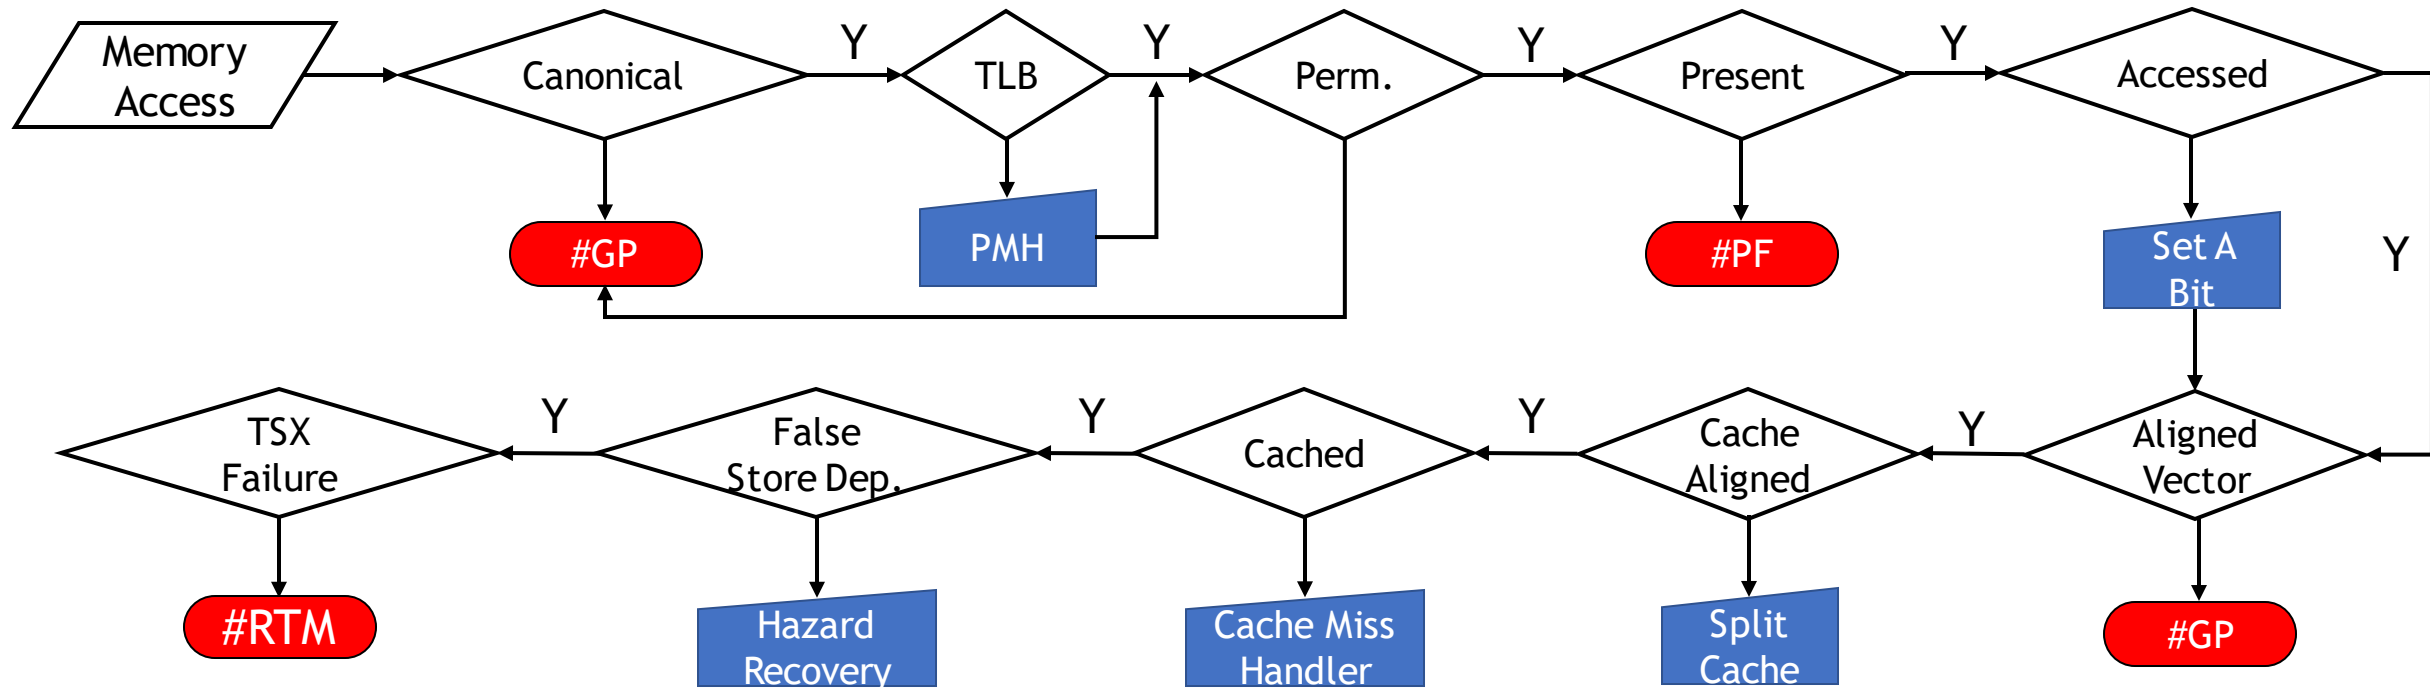 Memory
Access
Canonical
Y
TLB
Y
Perm.
Y
Present
Y
Accessed
#GP
PMH
#PF
Set A
Bit
Y
TSX
Failure
Y
False
Store Dep.
Y
Cached
Y
Cache
Aligned
Y
Aligned
Vector
#RTM
Hazard
Recovery
Cache Miss
Handler
Split
Cache
#GP